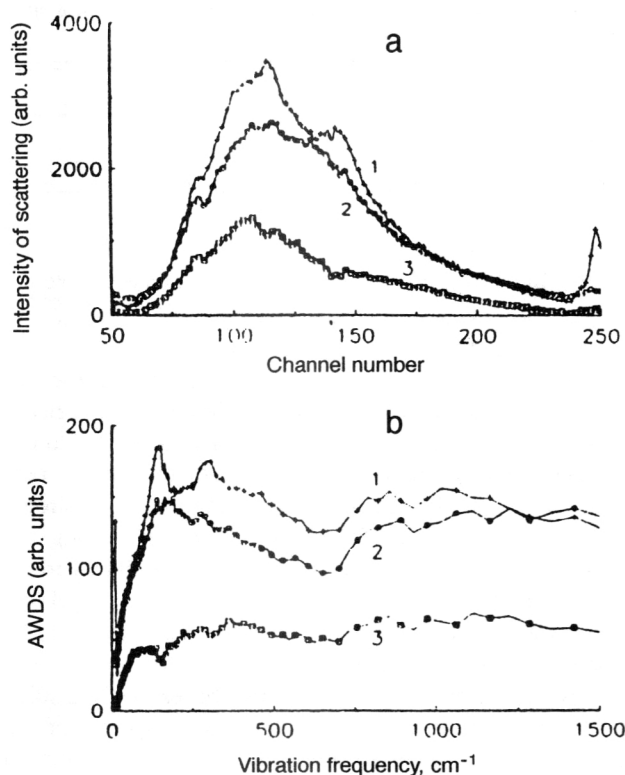 a
4000
2000
0
Intensity of scattering (arb. units)
1
2
3
50 100 150 200 250
Channel number
b
200
100
0
AWDS (arb. units)
1
2
3
0 500 1000 1500
Vibration frequency, cm⁻¹